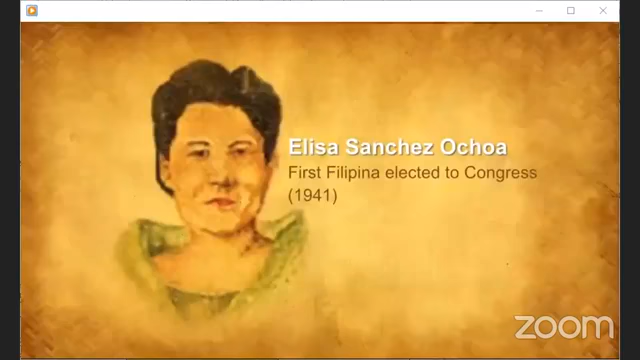 Elisa Sanchez Ochoa
First Filipina elected to Congress
(1941)
zoom